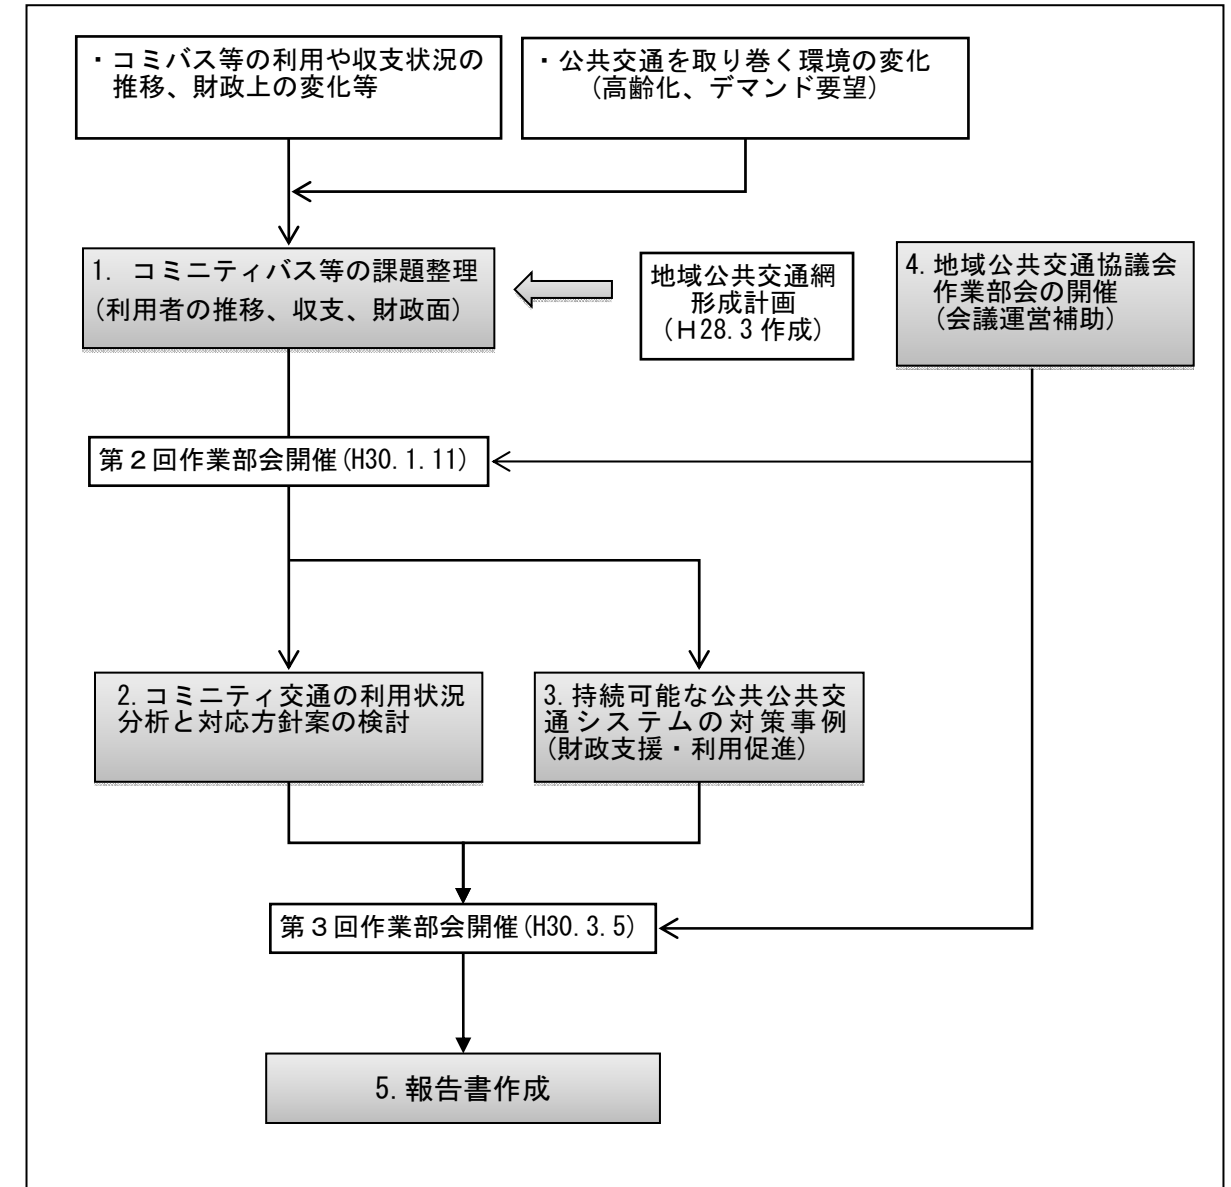 ・コミバス等の利用や収支状況の
推移、財政上の変化等
・公共交通を取り巻く環境の変化
(高齢化、デマンド要望)
1. コミニティバス等の課題整理
(利用者の推移、収支、財政面)
地域公共交通網
形成計画
(Ｈ28.3 作成)
4.地域公共交通協議会
作業部会の開催
(会議運営補助)
第２回作業部会開催(H30.1.11)
2.コミニティ交通の利用状況
分析と対応方針案の検討
3.持続可能な公共公共交
通システムの対策事例
(財政支援・利用促進)
第３回作業部会開催(H30.3.5)
5.報告書作成